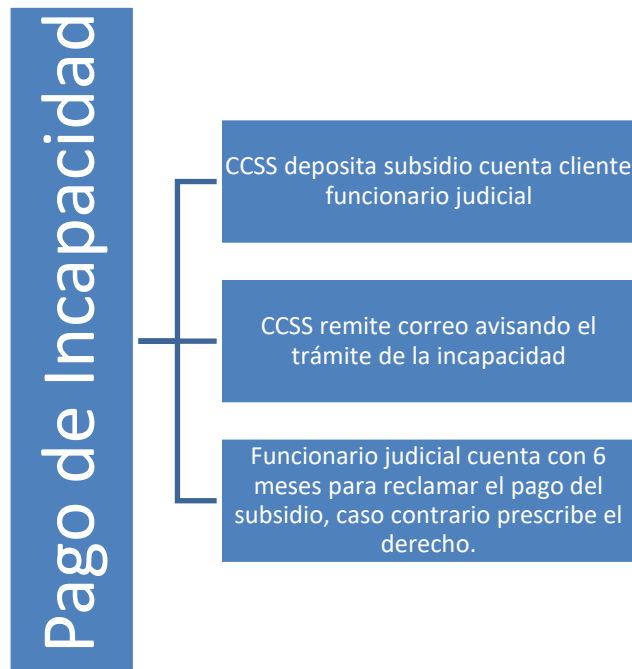 Pago de Incapacidad
CCSS deposita subsidio cuenta cliente
funcionario judicial
CCSS remite correo avisando el
trámite de la incapacidad
Funcionario judicial cuenta con 6
meses para reclamar el pago del
subsidio, caso contrario prescribe el
derecho.